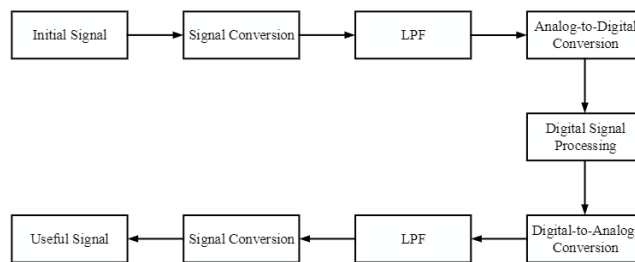 Initial Signal
Signal Conversion
LPF
Analog-to-Digital
Conversion
Digital Signal
Processing
Digital-to-Analog
Conversion
LPF
Signal Conversion
Useful Signal